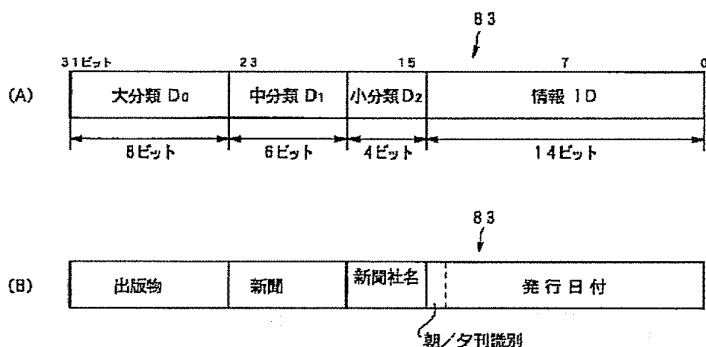 83
31ビット 23 15 7 0
(A) 大分類 D0 中分類 D1 小分類 D2 情報 ID
8ビット 6ビット 4ビット 14ビット
83
(B) 出版物 新聞 新聞社名 発行日付
朝/夕刊識別